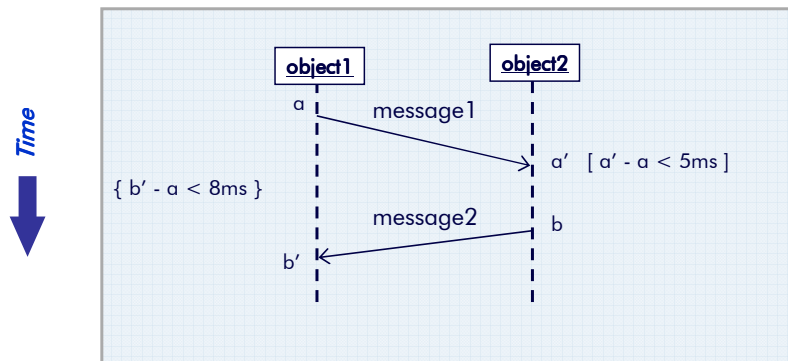 object1
object2
a
message1
Time
a′ [ a′ - a < 5ms ]
{ b′ - a < 8ms }
message2
b
b′